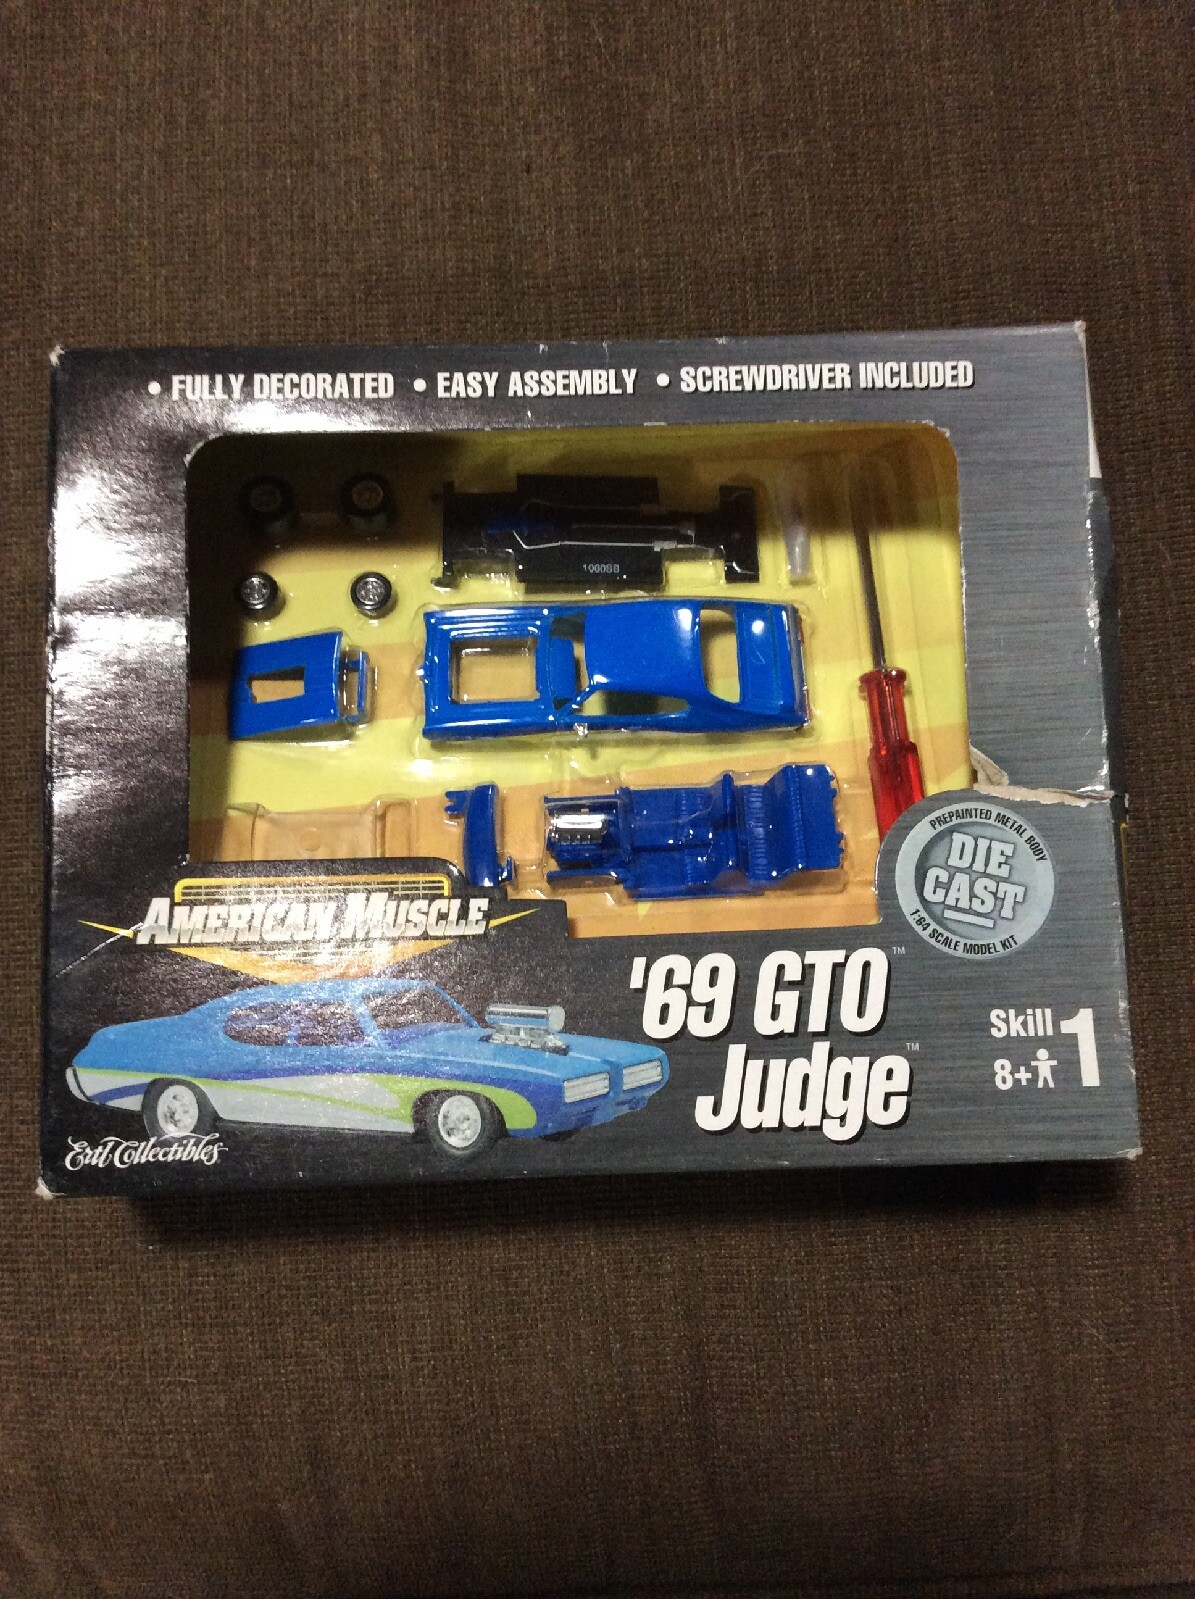 • FULLY DECORATED • EASY ASSEMBLY • SCREWDRIVER INCLUDED
PREPAINTED METAL BODY
DIE
CAST
1:64 SCALE MODEL KIT
AMERICAN MUSCLE
'69 GTO™
Judge™
Skill 1
8+
Ertl Collectibles